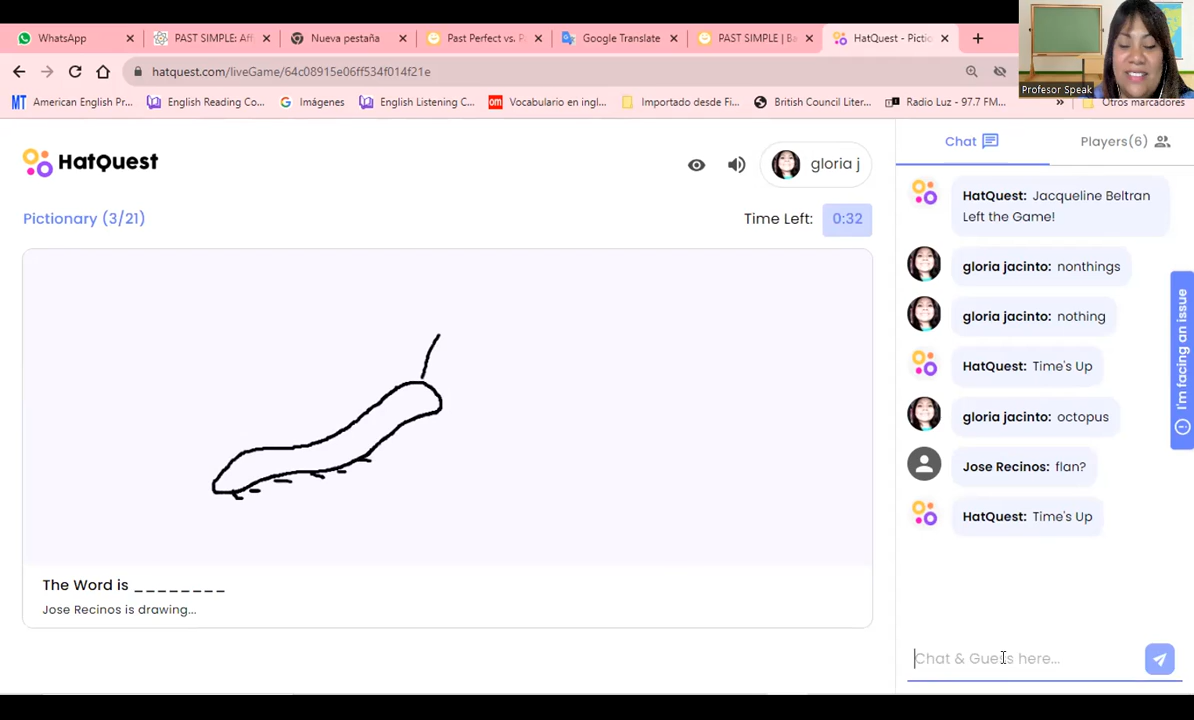 WhatsApp
PAST SIMPLE: Aff
Nueva pestaña
Past Perfect vs. P
Google Translate
PAST SIMPLE | Ba
HatQuest - Pictio
hatquest.com/liveGame/64c08915e06ff534f014f21e
Profesor Speak
MT American English Pr...
English Reading Co...
G Imágenes
English Listening C...
om Vocabulario en ingl...
Importado desde Fi...
British Council Liter...
Radio Luz - 97.7 FM...
»
Otros marcadores
HatQuest
gloria j
Pictionary (3/21)
Time Left: 0:32
The Word is _ _ _ _ _ _ _ _
Jose Recinos is drawing...
Chat
Players(6)
HatQuest: Jacqueline Beltran
Left the Game!
gloria jacinto: nonthings
gloria jacinto: nothing
HatQuest: Time's Up
gloria jacinto: octopus
Jose Recinos: flan?
HatQuest: Time's Up
Chat & Guess here...
I'm facing an issue